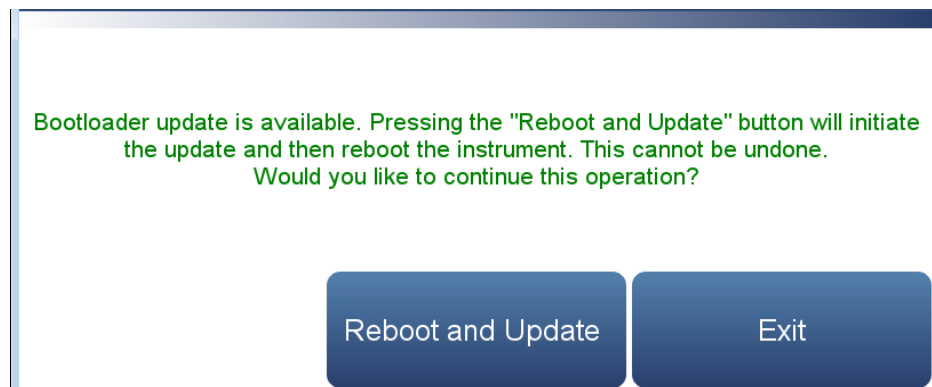 Bootloader update is available. Pressing the "Reboot and Update" button will initiate
the update and then reboot the instrument. This cannot be undone.
Would you like to continue this operation?
Reboot and Update
Exit